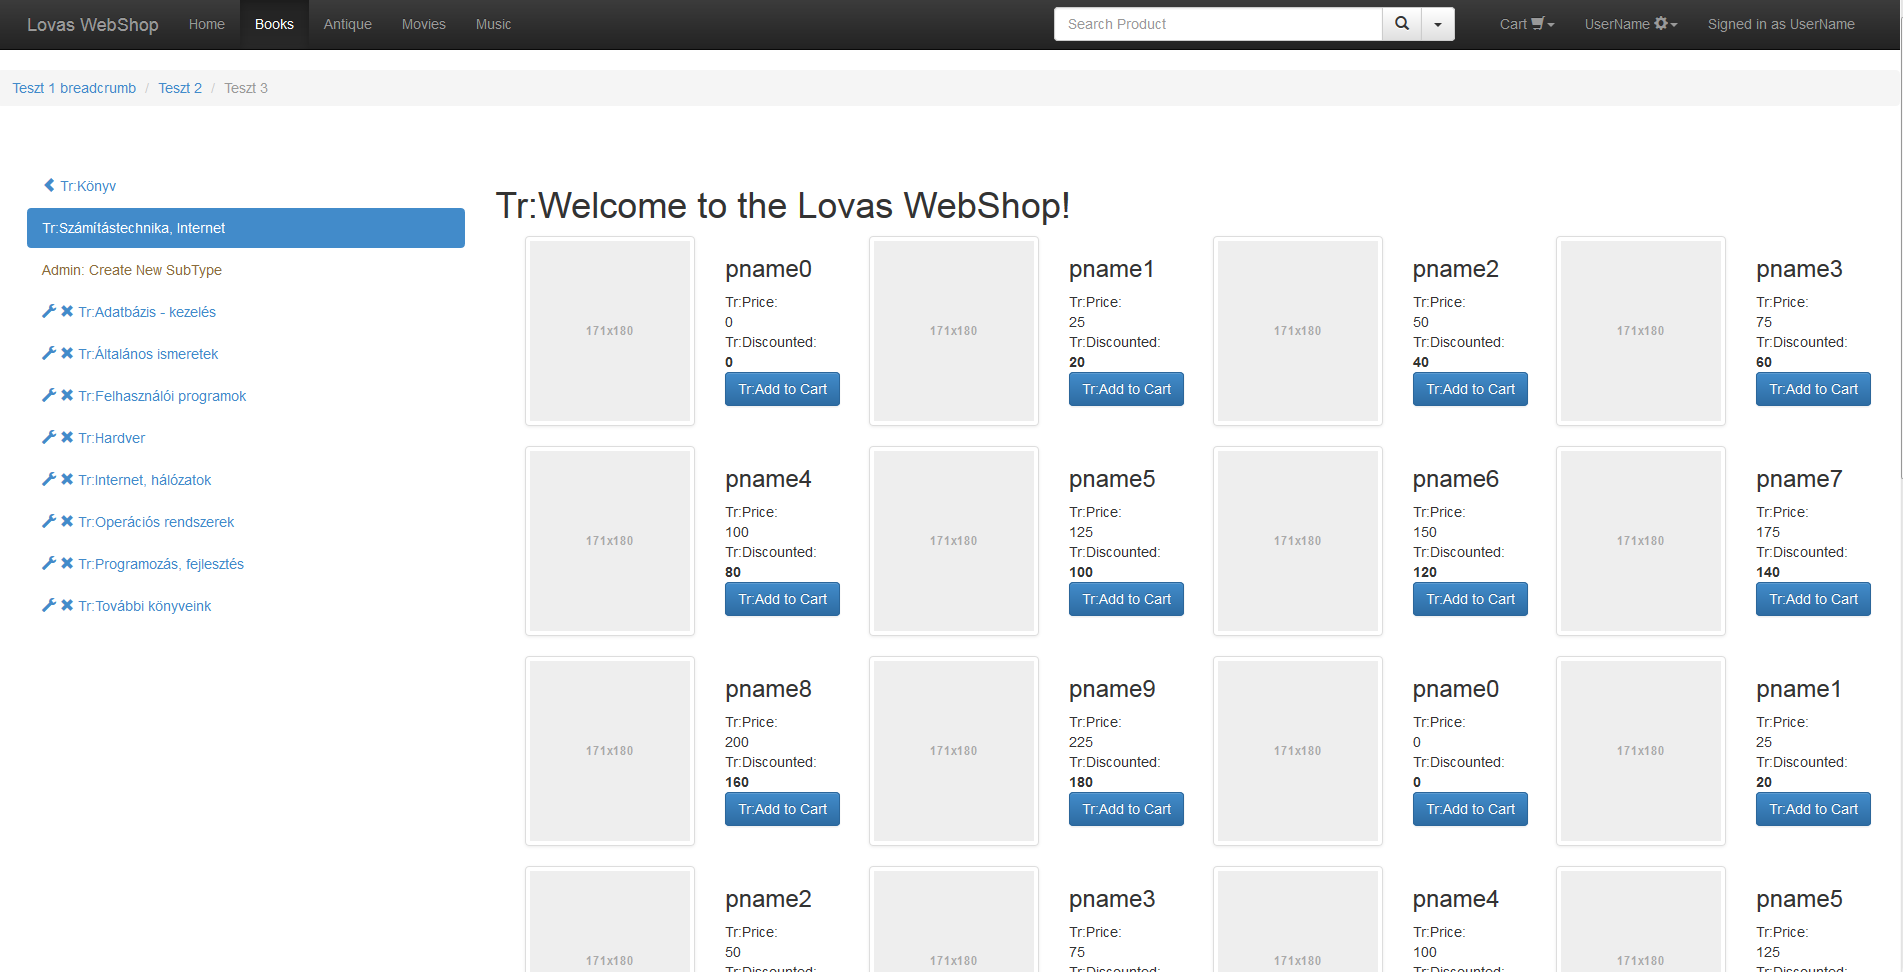 Lovas WebShop Home Books Antique Movies Music Search Product Cart UserName Signed in as UserName
Teszt 1 breadcrumb / Teszt 2 / Teszt 3
Tr:Könyv
Tr:Számítástechnika, Internet
Admin: Create New SubType
Tr:Adatbázis - kezelés
Tr:Általános ismeretek
Tr:Felhasználói programok
Tr:Hardver
Tr:Internet, hálózatok
Tr:Operációs rendszerek
Tr:Programozás, fejlesztés
Tr:További könyveink
Tr:Welcome to the Lovas WebShop!
171x180
pname0
Tr:Price:
0
Tr:Discounted:
0
Tr:Add to Cart
171x180
pname1
Tr:Price:
25
Tr:Discounted:
20
Tr:Add to Cart
171x180
pname2
Tr:Price:
50
Tr:Discounted:
40
Tr:Add to Cart
171x180
pname3
Tr:Price:
75
Tr:Discounted:
60
Tr:Add to Cart
171x180
pname4
Tr:Price:
100
Tr:Discounted:
80
Tr:Add to Cart
171x180
pname5
Tr:Price:
125
Tr:Discounted:
100
Tr:Add to Cart
171x180
pname6
Tr:Price:
150
Tr:Discounted:
120
Tr:Add to Cart
171x180
pname7
Tr:Price:
175
Tr:Discounted:
140
Tr:Add to Cart
171x180
pname8
Tr:Price:
200
Tr:Discounted:
160
Tr:Add to Cart
171x180
pname9
Tr:Price:
225
Tr:Discounted:
180
Tr:Add to Cart
171x180
pname0
Tr:Price:
0
Tr:Discounted:
0
Tr:Add to Cart
171x180
pname1
Tr:Price:
25
Tr:Discounted:
20
Tr:Add to Cart
171x180
pname2
Tr:Price:
50
Tr:Discounted:
171x180
pname3
Tr:Price:
75
Tr:Discounted:
171x180
pname4
Tr:Price:
100
Tr:Discounted:
171x180
pname5
Tr:Price:
125
Tr:Discounted: